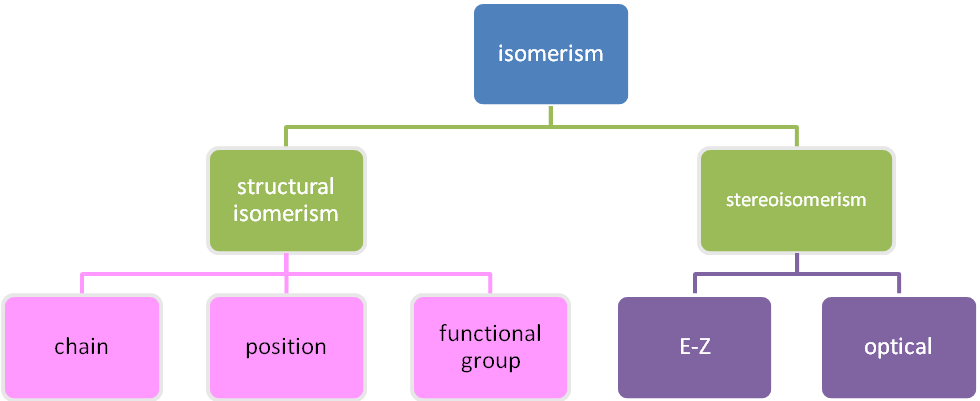 isomerism
structural
isomerism
stereoisomerism
chain
position
functional
group
E-Z
optical